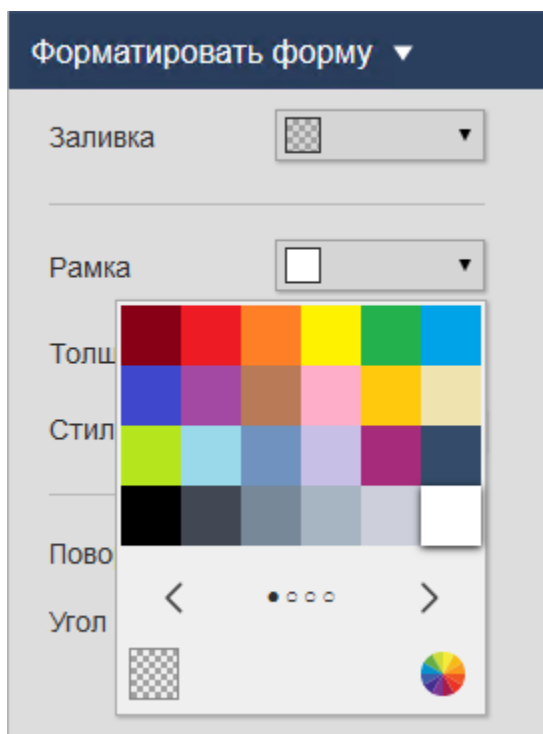 Форматировать форму
Заливка
Рамка
Толщ
Стил
Пово
Угол